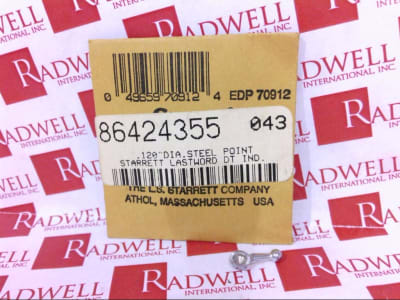 0 49659 70912 4 EDP 70912
86424355 043
.120"DIA.STEEL POINT
STARRETT LASTWORD DT IND.
THE L.S. STARRETT COMPANY
ATHOL, MASSACHUSETTS USA
RADWELL
INTERNATIONAL, INC.